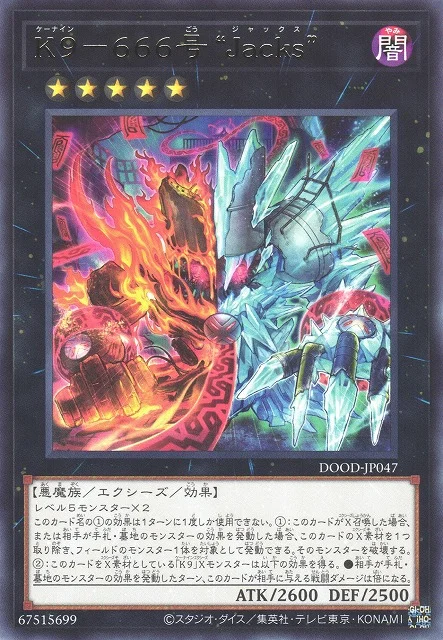 ケーナイン ごう ジャックス
K9－666号 “Jacks”
やみ
闇
DOOD-JP047
【悪魔族／エクシーズ／効果】
レベル5モンスター×2
このカード名の①の効果は1ターンに1度しか使用できない。①：このカードがX召喚した場合、
または相手が手札・墓地のモンスターの効果を発動した場合、このカードのX素材を1つ
取り除き、フィールドのモンスター1体を対象として発動できる。そのモンスターを破壊する。
②：このカードをX素材としている「K9」Xモンスターは以下の効果を得る。●相手が手札、
墓地のモンスターの効果を発動したターン、このカードが相手に与える戦闘ダメージは倍になる。
ATK/2600 DEF/2500
67515699
©スタジオ・ダイス／集英社・テレビ東京・KONAMI